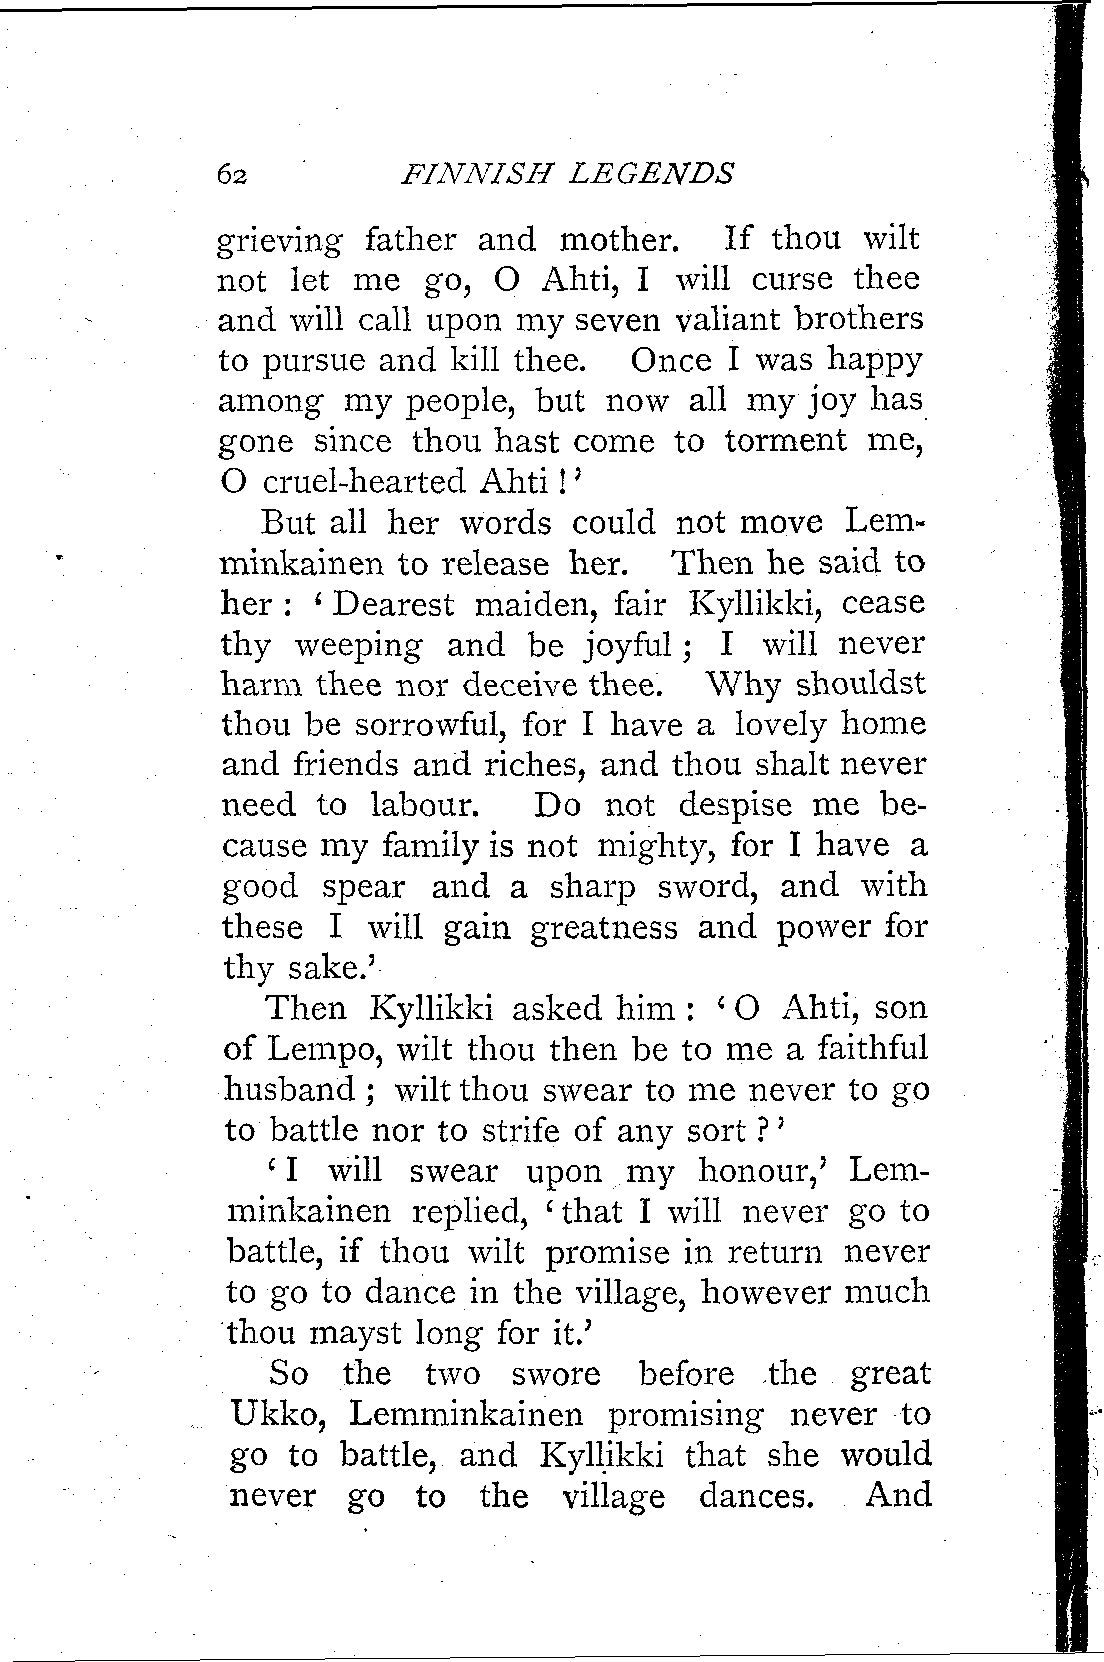 62 FINNISH LEGENDS
grieving father and mother. If thou wilt
not let me go, O Ahti, I will curse thee
and will call upon my seven valiant brothers
to pursue and kill thee. Once I was happy
among my people, but now all my joy has
gone since thou hast come to torment me,
O cruel-hearted Ahti !’
But all her words could not move Lem-
minkainen to release her. Then he said to
her : ‘ Dearest maiden, fair Kyllikki, cease
thy weeping and be joyful ; I will never
harm thee nor deceive thee. Why shouldst
thou be sorrowful, for I have a lovely home
and friends and riches, and thou shalt never
need to labour. Do not despise me be-
cause my family is not mighty, for I have a
good spear and a sharp sword, and with
these I will gain greatness and power for
thy sake.’
Then Kyllikki asked him : ‘ O Ahti, son
of Lempo, wilt thou then be to me a faithful
husband ; wilt thou swear to me never to go
to battle nor to strife of any sort ?’
‘ I will swear upon my honour,’ Lem-
minkainen replied, ‘ that I will never go to
battle, if thou wilt promise in return never
to go to dance in the village, however much
thou mayst long for it.’
So the two swore before the great
Ukko, Lemminkainen promising never to
go to battle, and Kyllikki that she would
never go to the village dances. And